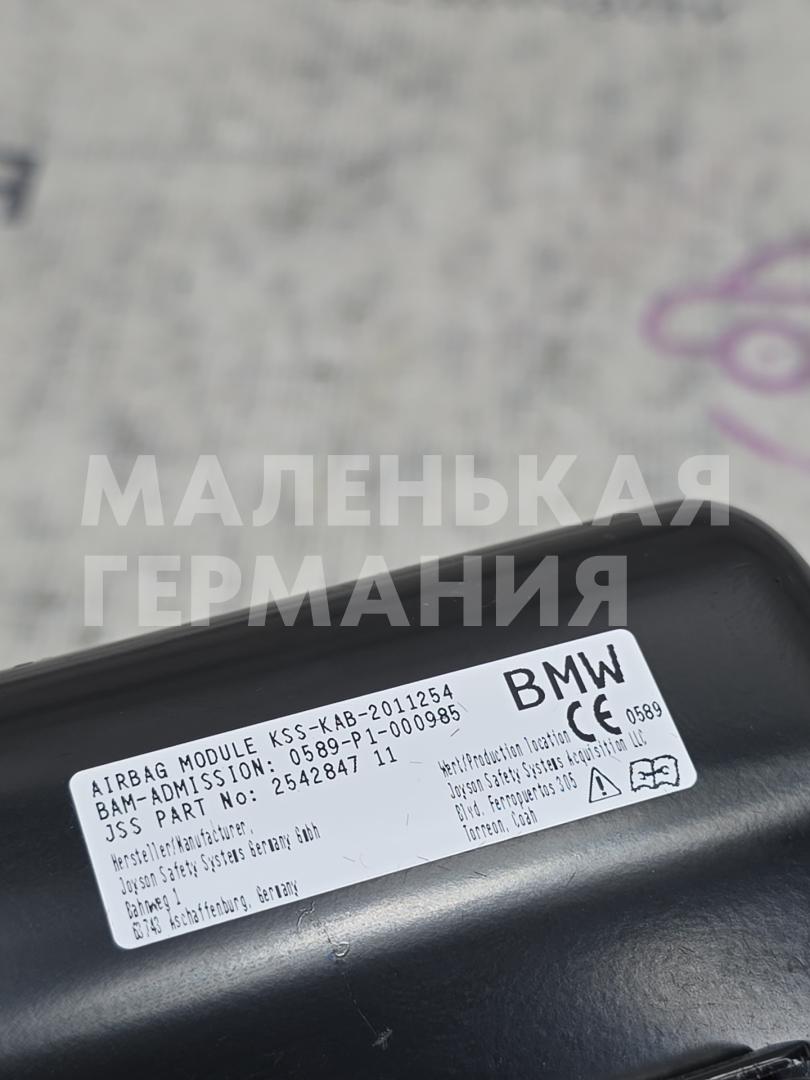 МАЛЕНЬКАЯ
ГЕРМАНИЯ
AIRBAG MODULE KSS-KAB-2011254
BAM-ADMISSION: 0589-P1-000985
JSS PART No: 2542847 11
Hersteller/Manufacturer,
Joyson Safety Systems Germany Gmbh
Bahnweg 1
63743 Aschaffenburg, Germany
BMW
CE 0589
Wert/Production location
Joyson Safety Systems Acquisition LLC
Blvd. Ferropuertos 305
Torreon, Coah